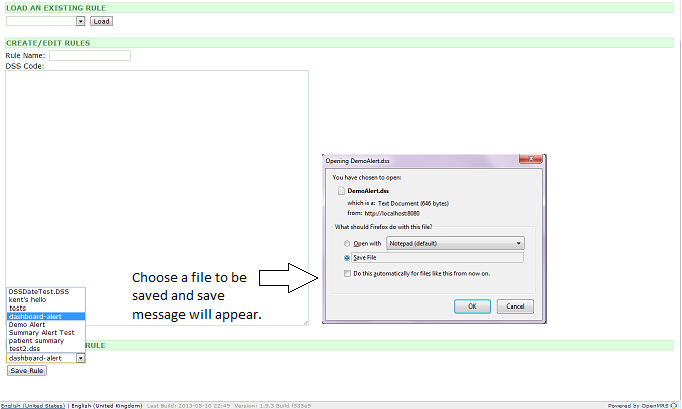 LOAD AN EXISTING RULE
Load
CREATE/EDIT RULES
Rule Name:
DSS Code:
Opening DemoAlert.dss
You have chosen to open:
DemoAlert.dss
which is a: Text Document (646 bytes)
from: http://localhost:8080
What should Firefox do with this file?
Open with
Notepad (default)
Save File
Do this automatically for files like this from now on.
OK
Cancel
Choose a file to be
saved and save
message will appear.
DSSDateTest.DSS
kent's hello
tests
dashboard-alert
Demo Alert
Summary Alert Test
patient summary
test2.dss
RULE
dashboard-alert
Save Rule
English (United States) | English (United Kingdom) Last Build: 2013-05-10 22:49 Version: 1.9.3 Build f535e9
Powered by OpenMRS